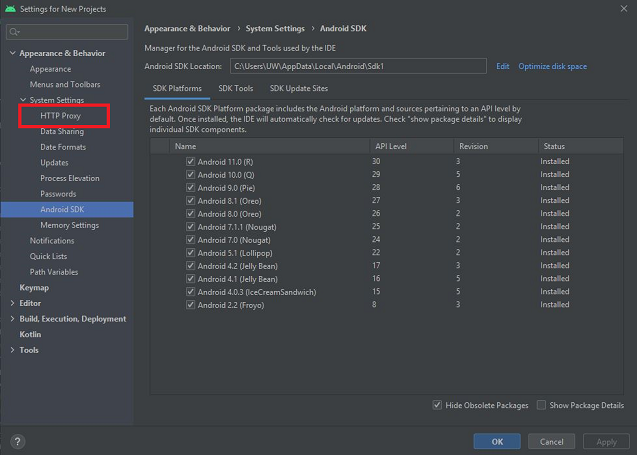 Settings for New Projects
Appearance & Behavior
Appearance
Menus and Toolbars
System Settings
HTTP Proxy
Data Sharing
Date Formats
Updates
Process Elevation
Passwords
Android SDK
Memory Settings
Notifications
Quick Lists
Path Variables
Keymap
Editor
Build, Execution, Deployment
Kotlin
Tools
Appearance & Behavior › System Settings › Android SDK
Manager for the Android SDK and Tools used by the IDE
Android SDK Location: C:\Users\UW\AppData\Local\Android\Sdk1 Edit Optimize disk space
SDK Platforms SDK Tools SDK Update Sites
Each Android SDK Platform package includes the Android platform and sources pertaining to an API level by
default. Once installed, the IDE will automatically check for updates. Check "show package details" to display
individual SDK components.
Name API Level Revision Status
Android 11.0 (R) 30 3 Installed
Android 10.0 (Q) 29 5 Installed
Android 9.0 (Pie) 28 6 Installed
Android 8.1 (Oreo) 27 3 Installed
Android 8.0 (Oreo) 26 2 Installed
Android 7.1.1 (Nougat) 25 2 Installed
Android 7.0 (Nougat) 24 2 Installed
Android 5.1 (Lollipop) 22 2 Installed
Android 4.2 (Jelly Bean) 17 3 Installed
Android 4.1 (Jelly Bean) 16 5 Installed
Android 4.0.3 (IceCreamSandwich) 15 5 Installed
Android 2.2 (Froyo) 8 3 Installed
Hide Obsolete Packages Show Package Details
? OK Cancel Apply